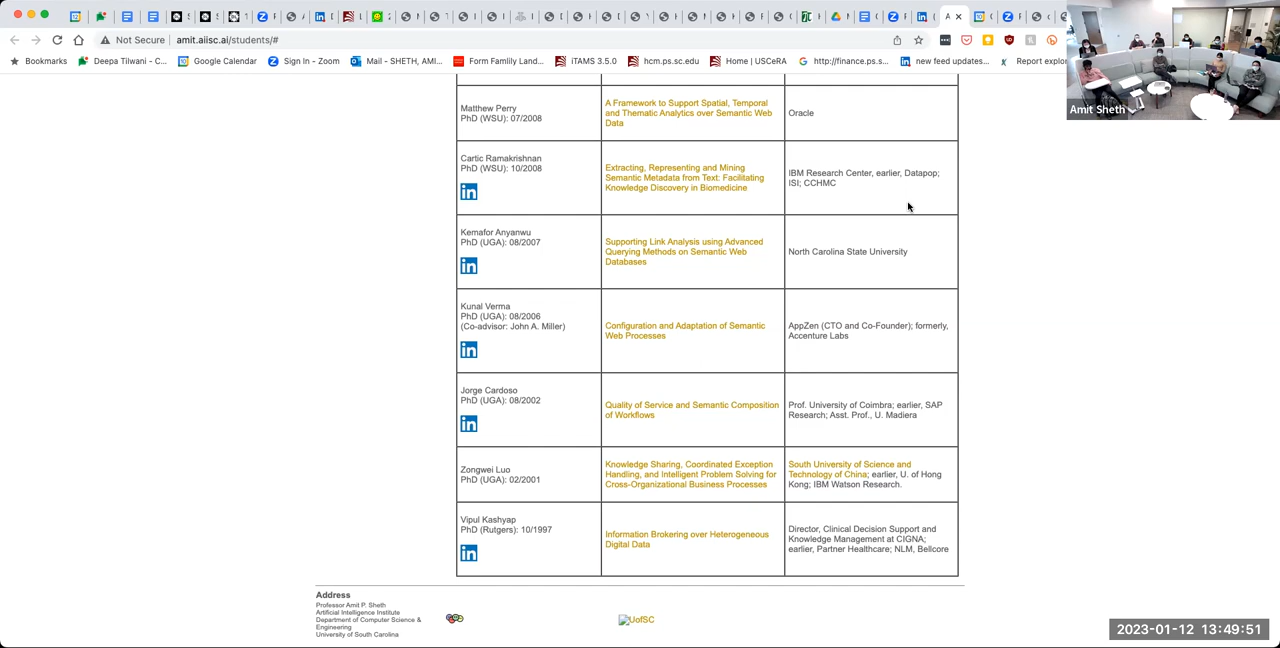 Not Secure
amit.aiisc.ai/students/#
Bookmarks
Deepa Tilwani - C...
Google Calendar
Sign In - Zoom
Mail - SHETH, AMI...
Form Famlily Land...
iTAMS 3.5.0
hcm.ps.sc.edu
Home | USCeRA
http://finance.ps.s...
new feed updates...
Report explor
Amit Sheth
Matthew Perry
PhD (WSU): 07/2008
A Framework to Support Spatial, Temporal
and Thematic Analytics over Semantic Web
Data
Oracle
Cartic Ramakrishnan
PhD (WSU): 10/2008
in
Extracting, Representing and Mining
Semantic Metadata from Text: Facilitating
Knowledge Discovery in Biomedicine
IBM Research Center, earlier, Datapop;
ISI; CCHMC
Kemafor Anyanwu
PhD (UGA): 08/2007
in
Supporting Link Analysis using Advanced
Querying Methods on Semantic Web
Databases
North Carolina State University
Kunal Verma
PhD (UGA): 08/2006
(Co-advisor: John A. Miller)
in
Configuration and Adaptation of Semantic
Web Processes
AppZen (CTO and Co-Founder); formerly,
Accenture Labs
Jorge Cardoso
PhD (UGA): 08/2002
in
Quality of Service and Semantic Composition
of Workflows
Prof. University of Coimbra; earlier, SAP
Research; Asst. Prof., U. Madiera
Zongwei Luo
PhD (UGA): 02/2001
Knowledge Sharing, Coordinated Exception
Handling, and Intelligent Problem Solving for
Cross-Organizational Business Processes
South University of Science and
Technology of China; earlier, U. of Hong
Kong; IBM Watson Research.
Vipul Kashyap
PhD (Rutgers): 10/1997
in
Information Brokering over Heterogeneous
Digital Data
Director, Clinical Decision Support and
Knowledge Management at CIGNA;
earlier, Partner Healthcare; NLM, Bellcore
Address
Professor Amit P. Sheth
Artificial Intelligence Institute
Department of Computer Science &
Engineering
University of South Carolina
UofSC
2023-01-12 13:49:51